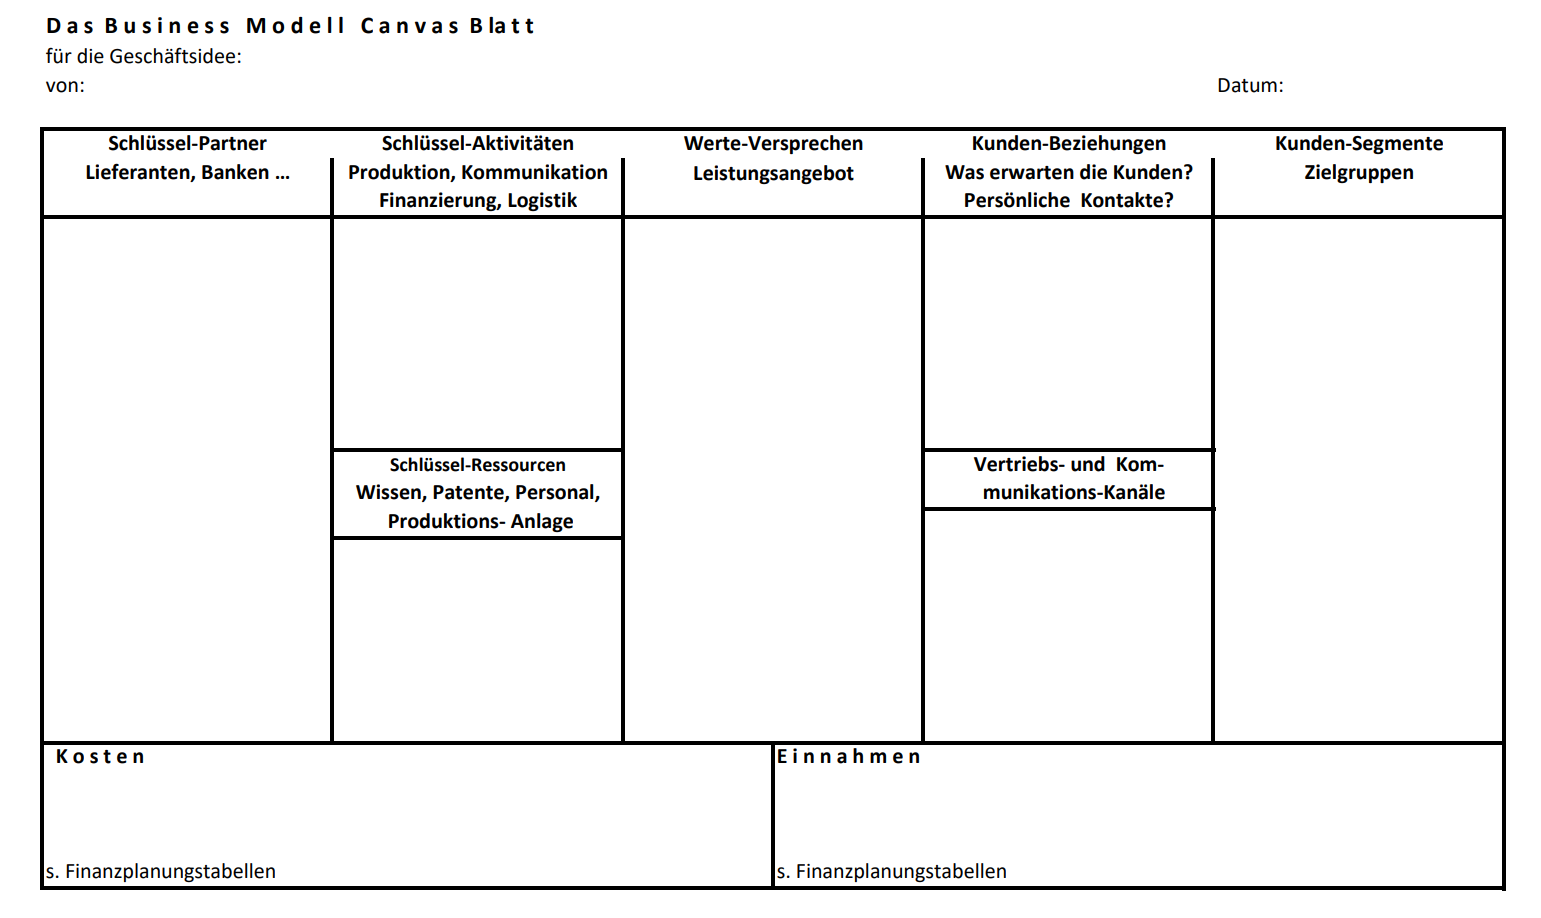 Das Business Modell Canvas Blatt
für die Geschäftsidee:
von:
Datum:
Schlüssel-Partner
Lieferanten, Banken ...
Schlüssel-Aktivitäten
Produktion, Kommunikation
Finanzierung, Logistik
Werte-Versprechen
Leistungsangebot
Kunden-Beziehungen
Was erwarten die Kunden?
Persönliche Kontakte?
Kunden-Segmente
Zielgruppen
Schlüssel-Ressourcen
Wissen, Patente, Personal,
Produktions- Anlage
Vertriebs- und Kom-
munikations-Kanäle
Kosten
s. Finanzplanungstabellen
Einnahmen
s. Finanzplanungstabellen